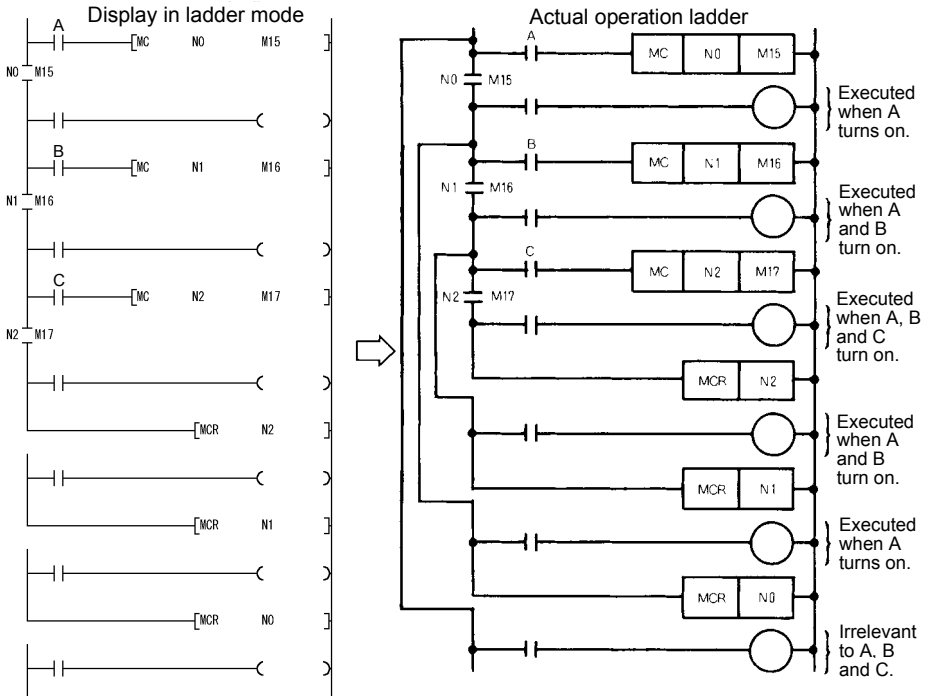 Display in ladder mode
A
MC N0 M15
N0 M15
B
MC N1 M16
N1 M16
C
MC N2 M17
N2 M17
MCR N2
MCR N1
MCR N0
Actual operation ladder
A
MC N0 M15
N0 M15
Executed
when A
turns on.
B
MC N1 M16
N1 M16
Executed
when A
and B
turn on.
C
MC N2 M17
N2 M17
Executed
when A, B
and C
turn on.
MCR N2
Executed
when A
and B
turn on.
MCR N1
Executed
when A
turns on.
MCR N0
Irrelevant
to A, B
and C.